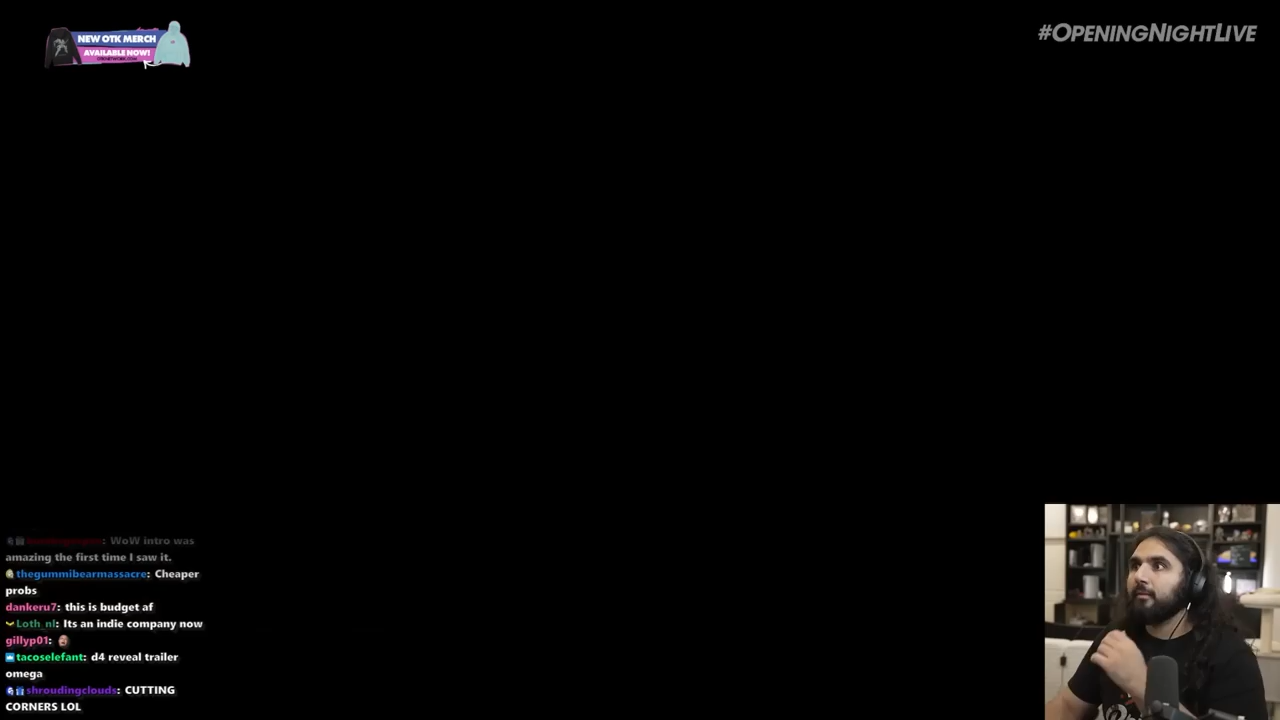 NEW OTK MERCH
AVAILABLE NOW!
#OPENINGNIGHTLIVE
: WoW intro was
amazing the first time I saw it.
thegummibearmassacre: Cheaper
probs
dankeru7: this is budget af
Loth_nl: Its an indie company now
gillyp01:
tacoselefant: d4 reveal trailer
omega
shroudingclouds: CUTTING
CORNERS LOL